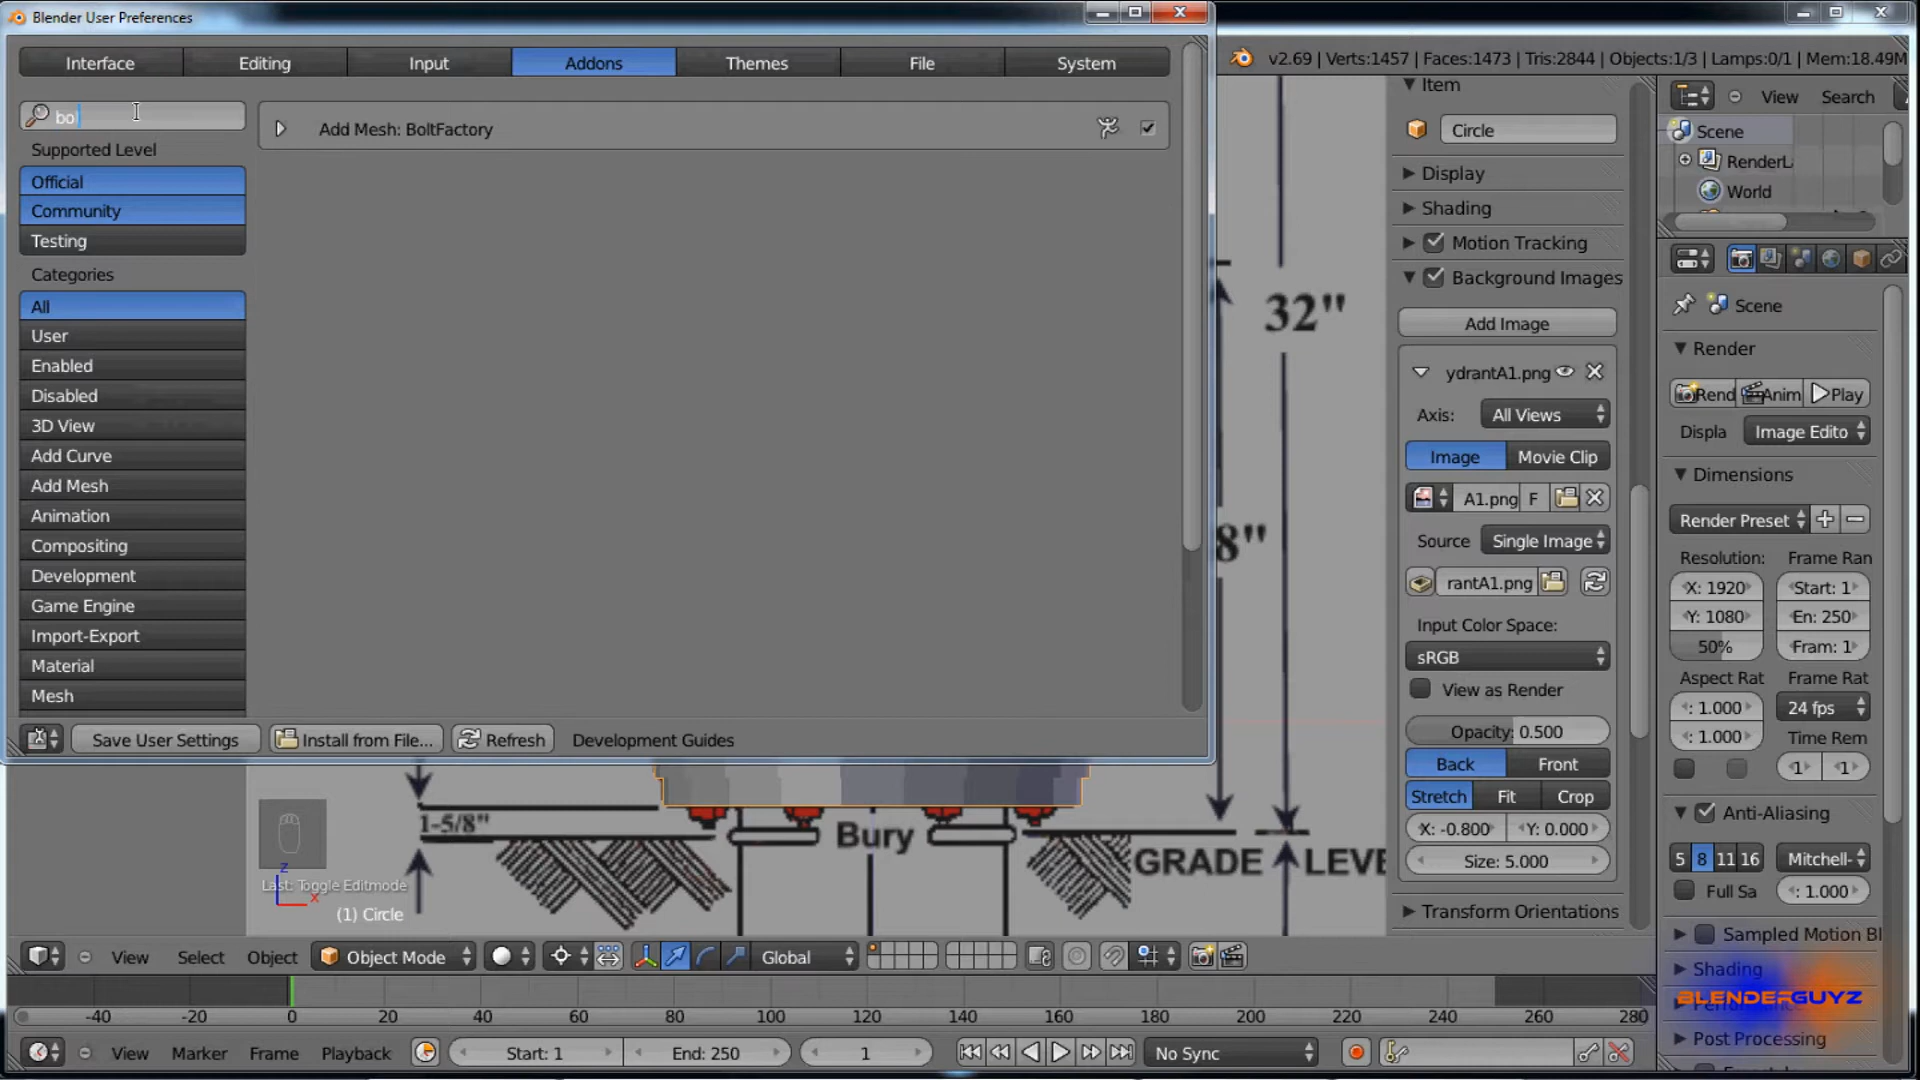 Blender User Preferences
Interface
Editing
Input
Addons
Themes
File
System
bo
Supported Level
Official
Community
Testing
Categories
All
User
Enabled
Disabled
3D View
Add Curve
Add Mesh
Animation
Compositing
Development
Game Engine
Import-Export
Material
Mesh
Add Mesh: BoltFactory
Save User Settings
Install from File...
Refresh
Development Guides
v2.69 | Verts:1457 | Faces:1473 | Tris:2844 | Objects:1/3 | Lamps:0/1 | Mem:18.49M
Item
Circle
Display
Shading
Motion Tracking
Background Images
Add Image
ydrantA1.png
Axis: All Views
Image
Movie Clip
A1.png F
Source Single Image
rantA1.png
Input Color Space:
sRGB
View as Render
Opacity: 0.500
Back
Front
Stretch
Fit
Crop
X: -0.800
Y: 0.000
Size: 5.000
Transform Orientations
View
Search
Scene
RenderL
World
Scene
Render
Rend
Anim
Play
Displa Image Edito
Dimensions
Render Preset
Resolution:
Frame Ran
X: 1920
Start: 1
Y: 1080
En: 250
50%
Fram: 1
Aspect Rat
Frame Rat
: 1.000
24 fps
: 1.000
Time Rem
1
1
Anti-Aliasing
5 8 11 16
Mitchell-
Full Sa
: 1.000
Sampled Motion Bl
Shading
BLENDERGUYZ
Post Processing
32"
8"
1-5/8"
Bury
GRADE LEVE
Last: Toggle Editmode
z
x
(1) Circle
View
Select
Object
Object Mode
Global
-40 -20 0 20 40 60 80 100 120 140 160 180 200 220 240 260 280
View
Marker
Frame
Playback
Start: 1
End: 250
1
No Sync